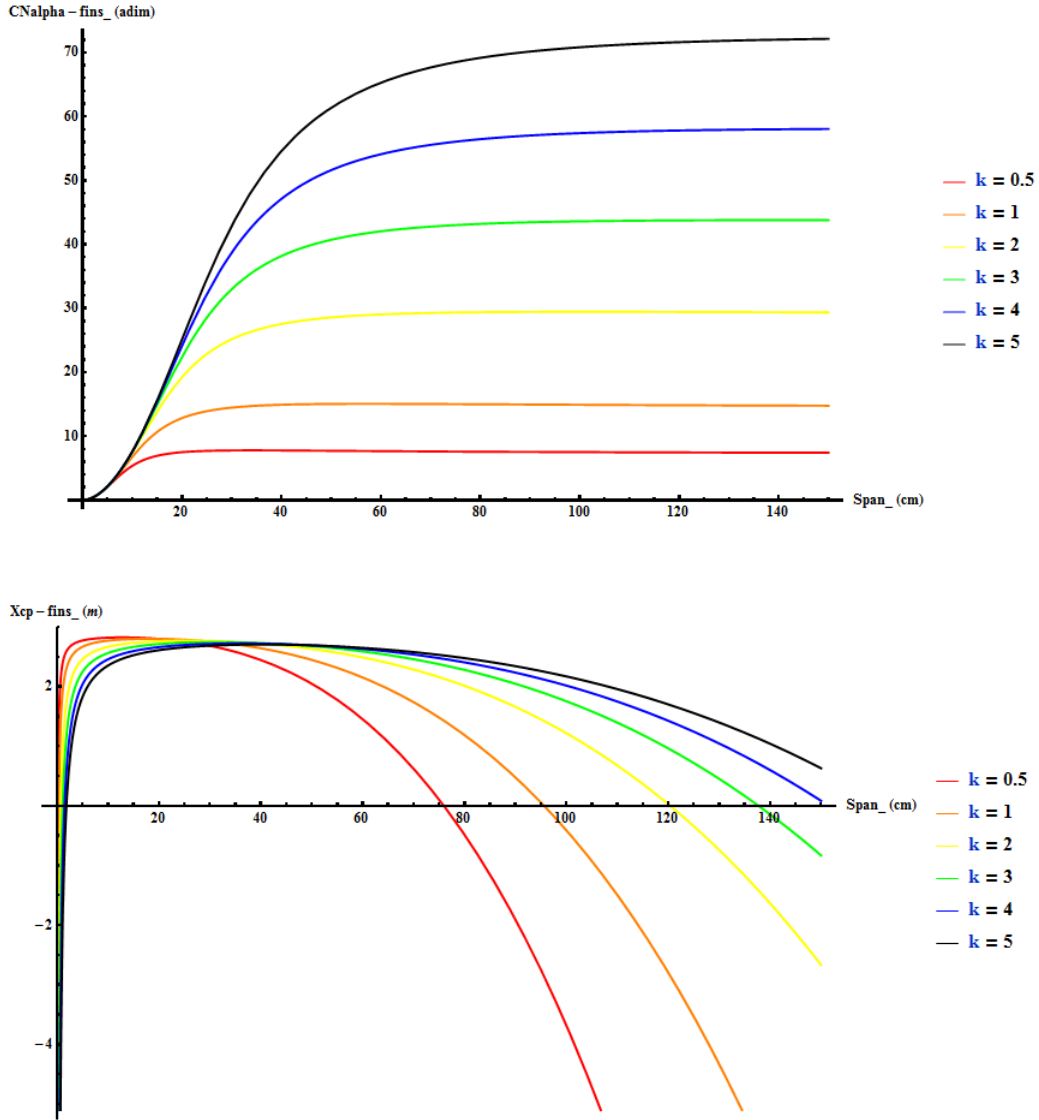 CNalpha – fins_ (adim)
70
60
50
40
30
20
10
20 40 60 80 100 120 140
Span_ (cm)
k = 0.5
k = 1
k = 2
k = 3
k = 4
k = 5
Xcp – fins_ (m)
2
20 40 60 80 100 120 140
Span_ (cm)
−2
−4
k = 0.5
k = 1
k = 2
k = 3
k = 4
k = 5